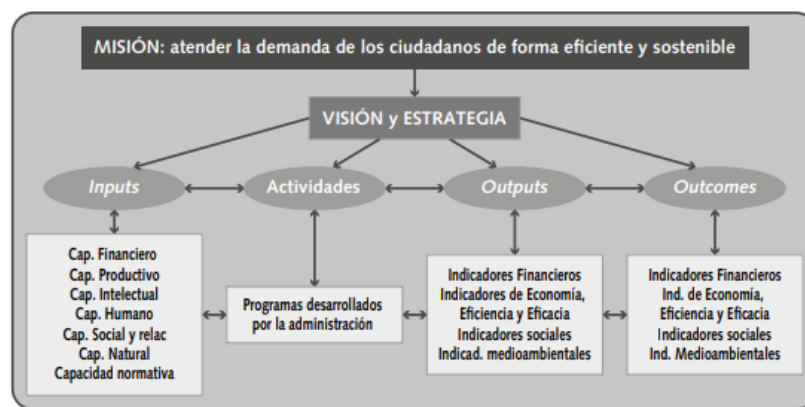 MISIÓN: atender la demanda de los ciudadanos de forma eficiente y sostenible
VISIÓN y ESTRATEGIA
Inputs
Actividades
Outputs
Outcomes
Cap. Financiero
Cap. Productivo
Cap. Intelectual
Cap. Humano
Cap. Social y relac
Cap. Natural
Capacidad normativa
Programas desarrollados
por la administración
Indicadores Financieros
Indicadores de Economía,
Eficiencia y Eficacia
Indicadores sociales
Indicad. medioambientales
Indicadores Financieros
Ind. de Economía,
Eficiencia y Eficacia
Indicadores sociales
Ind. Medioambientales